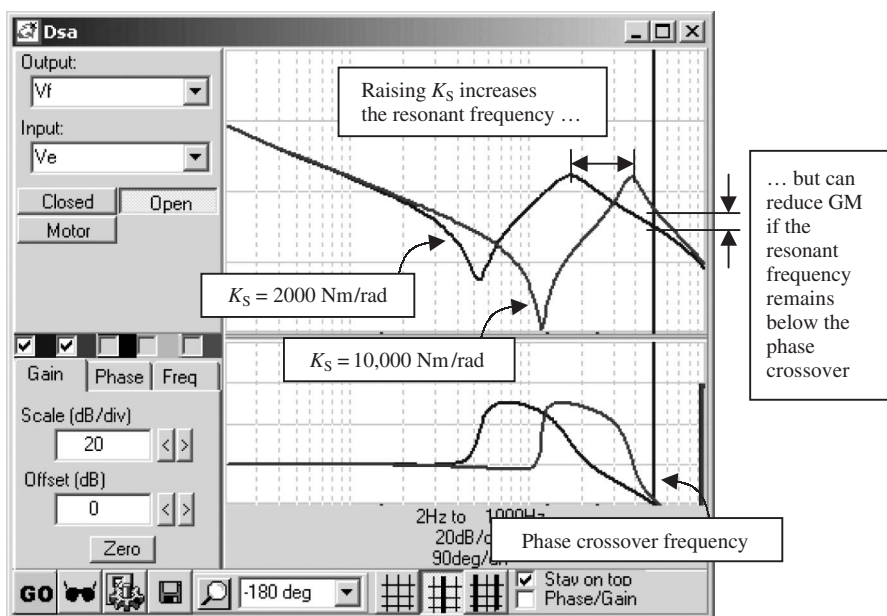 Dsa
Output:
Vf
Input:
Ve
Closed Open
Motor
Raising KS increases
the resonant frequency …
… but can
reduce GM
if the
resonant
frequency
remains
below the
phase
crossover
KS = 2000 Nm/rad
KS = 10,000 Nm/rad
Gain Phase Freq
Scale (dB/div)
20 < >
Offset (dB)
0 < >
Zero
2Hz to 1000Hz
20dB/
90deg/
Phase crossover frequency
GO
-180 deg
Stay on top
Phase/Gain